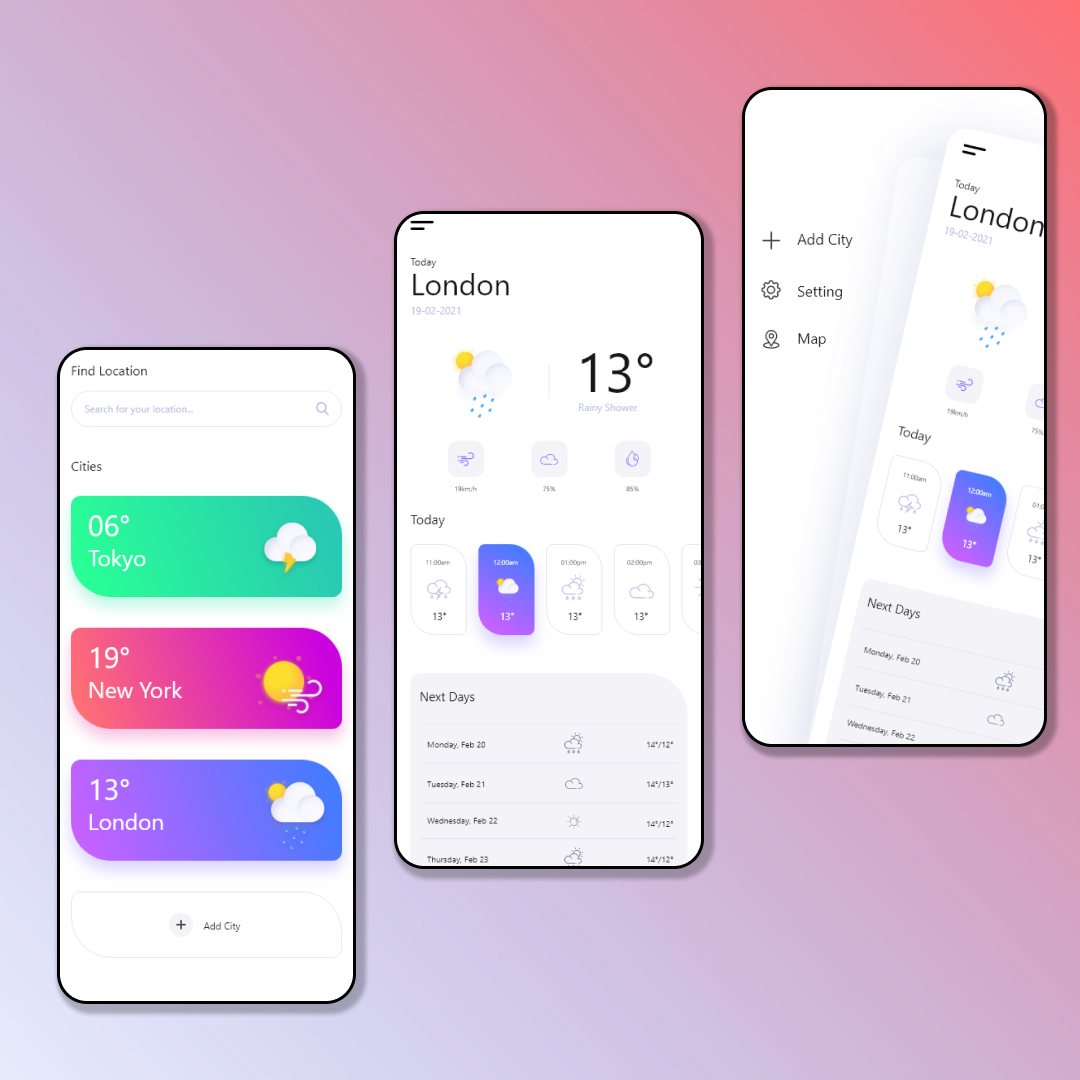 Find Location
Search for your location...
Cities
06°
Tokyo
19°
New York
13°
London
Add City
Today
London
19-02-2021
13°
Rainy Shower
19km/h
75%
85%
Today
11:00am
12:00am
01:00pm
02:00pm
03
13°
13°
13°
13°
Next Days
Monday, Feb 20
14°/12°
Tuesday, Feb 21
14°/13°
Wednesday, Feb 22
14°/12°
Thursday, Feb 23
14°/12°
Add City
Setting
Map
Today
London
19-02-2021
19km/h
75%
Today
11:00am
12:00am
01:0
13°
13°
13°
Next Days
Monday, Feb 20
Tuesday, Feb 21
Wednesday, Feb 22